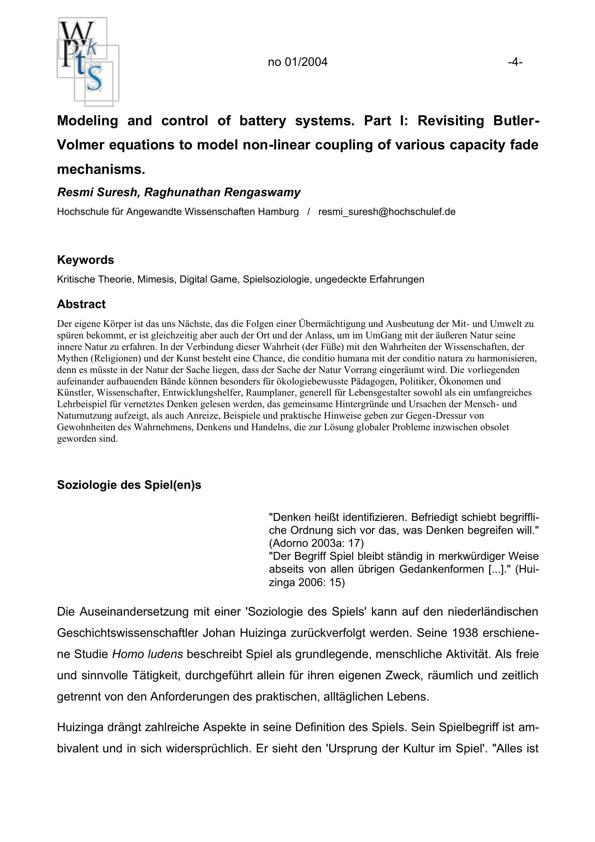 W
P k
t s
no 01/2004 -4-
Modeling and control of battery systems. Part I: Revisiting Butler-
Volmer equations to model non-linear coupling of various capacity fade
mechanisms.
Resmi Suresh, Raghunathan Rengaswamy
Hochschule für Angewandte Wissenschaften Hamburg / resmi_suresh@hochschulef.de
Keywords
Kritische Theorie, Mimesis, Digital Game, Spielsoziologie, ungedeckte Erfahrungen
Abstract
Der eigene Körper ist das uns Nächste, das die Folgen einer Übermächtigung und Ausbeutung der Mit- und Umwelt zu
spüren bekommt, er ist gleichzeitig aber auch der Ort und der Anlass, um im UmGang mit der äußeren Natur seine
innere Natur zu erfahren. In der Verbindung dieser Wahrheit (der Füße) mit den Wahrheiten der Wissenschaften, der
Mythen (Religionen) und der Kunst besteht eine Chance, die conditio humana mit der conditio natura zu harmonisieren,
denn es müsste in der Natur der Sache liegen, dass der Sache der Natur Vorrang eingeräumt wird. Die vorliegenden
aufeinander aufbauenden Bände können besonders für ökologiebewusste Pädagogen, Politiker, Ökonomen und
Künstler, Wissenschafter, Entwicklungshelfer, Raumplaner, generell für Lebensgestalter sowohl als ein umfangreiches
Lehrbeispiel für vernetztes Denken gelesen werden, das gemeinsame Hintergründe und Ursachen der Mensch- und
Naturnutzung aufzeigt, als auch Anreize, Beispiele und praktische Hinweise geben zur Gegen-Dressur von
Gewohnheiten des Wahrnehmens, Denkens und Handelns, die zur Lösung globaler Probleme inzwischen obsolet
geworden sind.
Soziologie des Spiel(en)s
"Denken heißt identifizieren. Befriedigt schiebt begriffli-
che Ordnung sich vor das, was Denken begreifen will."
(Adorno 2003a: 17)
"Der Begriff Spiel bleibt ständig in merkwürdiger Weise
abseits von allen übrigen Gedankenformen [...]." (Hui-
zinga 2006: 15)
Die Auseinandersetzung mit einer 'Soziologie des Spiels' kann auf den niederländischen
Geschichtswissenschaftler Johan Huizinga zurückverfolgt werden. Seine 1938 erschiene-
ne Studie Homo ludens beschreibt Spiel als grundlegende, menschliche Aktivität. Als freie
und sinnvolle Tätigkeit, durchgeführt allein für ihren eigenen Zweck, räumlich und zeitlich
getrennt von den Anforderungen des praktischen, alltäglichen Lebens.
Huizinga drängt zahlreiche Aspekte in seine Definition des Spiels. Sein Spielbegriff ist am-
bivalent und in sich widersprüchlich. Er sieht den 'Ursprung der Kultur im Spiel'. "Alles ist